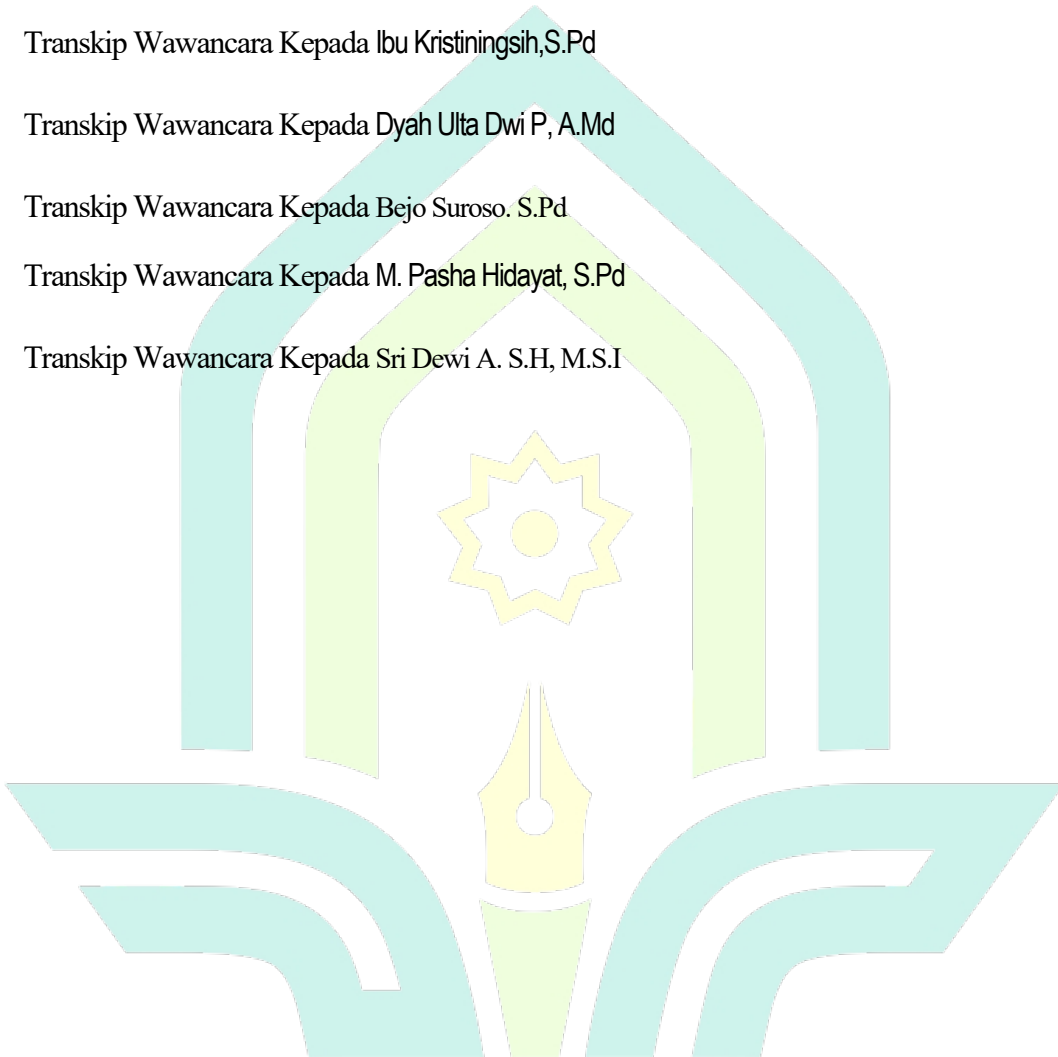 Transkip Wawancara Kepada Ibu Kristiningsih,S.Pd
Transkip Wawancara Kepada Dyah Ulta Dwi P, A.Md
Transkip Wawancara Kepada Bejo Suroso. S.Pd
Transkip Wawancara Kepada M. Pasha Hidayat, S.Pd
Transkip Wawancara Kepada Sri Dewi A. S.H, M.S.I